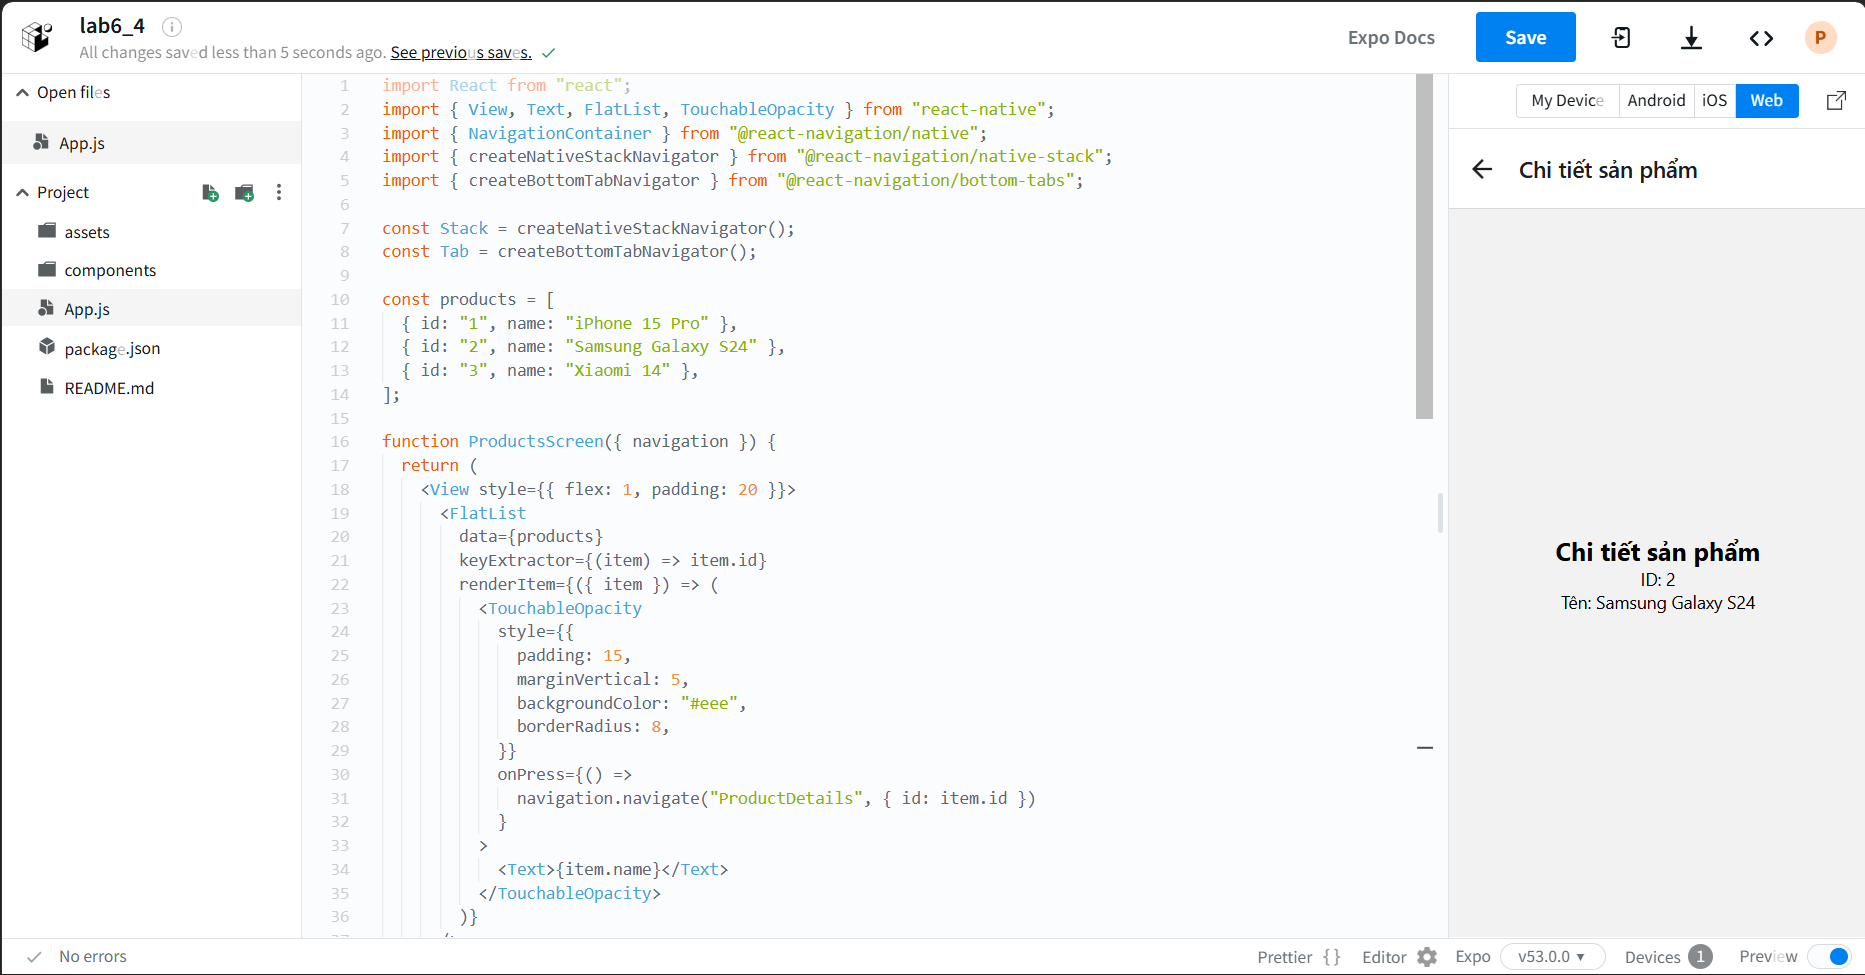 lab6_4
All changes saved less than 5 seconds ago. See previous saves.
Expo Docs
Save
P
Open files
App.js
Project
assets
components
App.js
package.json
README.md
1 import React from "react";
2 import { View, Text, FlatList, TouchableOpacity } from "react-native";
3 import { NavigationContainer } from "@react-navigation/native";
4 import { createNativeStackNavigator } from "@react-navigation/native-stack";
5 import { createBottomTabNavigator } from "@react-navigation/bottom-tabs";
6
7 const Stack = createNativeStackNavigator();
8 const Tab = createBottomTabNavigator();
9
10 const products = [
11 { id: "1", name: "iPhone 15 Pro" },
12 { id: "2", name: "Samsung Galaxy S24" },
13 { id: "3", name: "Xiaomi 14" },
14 ];
15
16 function ProductsScreen({ navigation }) {
17 return (
18 <View style={{ flex: 1, padding: 20 }}>
19 <FlatList
20 data={products}
21 keyExtractor={(item) => item.id}
22 renderItem={({ item }) => (
23 <TouchableOpacity
24 style={{
25 padding: 15,
26 marginVertical: 5,
27 backgroundColor: "#eee",
28 borderRadius: 8,
29 }}
30 onPress={() =>
31 navigation.navigate("ProductDetails", { id: item.id })
32 }
33 >
34 <Text>{item.name}</Text>
35 </TouchableOpacity>
36 )}
My Device
Android
iOS
Web
Chi tiết sản phẩm
Chi tiết sản phẩm
ID: 2
Tên: Samsung Galaxy S24
No errors
Prettier {}
Editor
Expo
v53.0.0
Devices 1
Preview